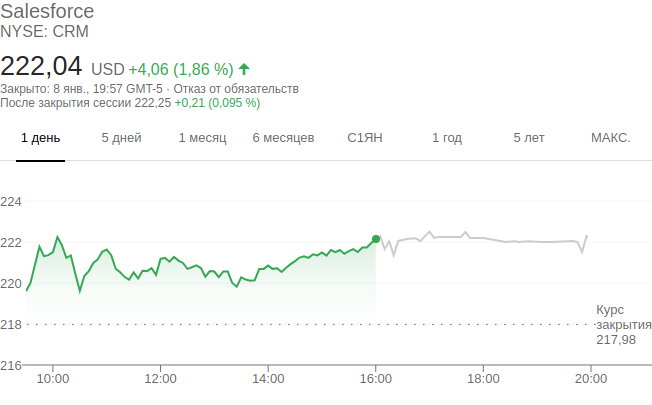 Salesforce
NYSE: CRM
222,04 USD +4,06 (1,86 %)
Закрыто: 8 янв., 19:57 GMT-5 · Отказ от обязательств
После закрытия сессии 222,25 +0,21 (0,095 %)
1 день 5 дней 1 месяц 6 месяцев С1ЯН 1 год 5 лет МАКС.
224
222
220
218
216
Курс
закрытия
217,98
10:00 12:00 14:00 16:00 18:00 20:00